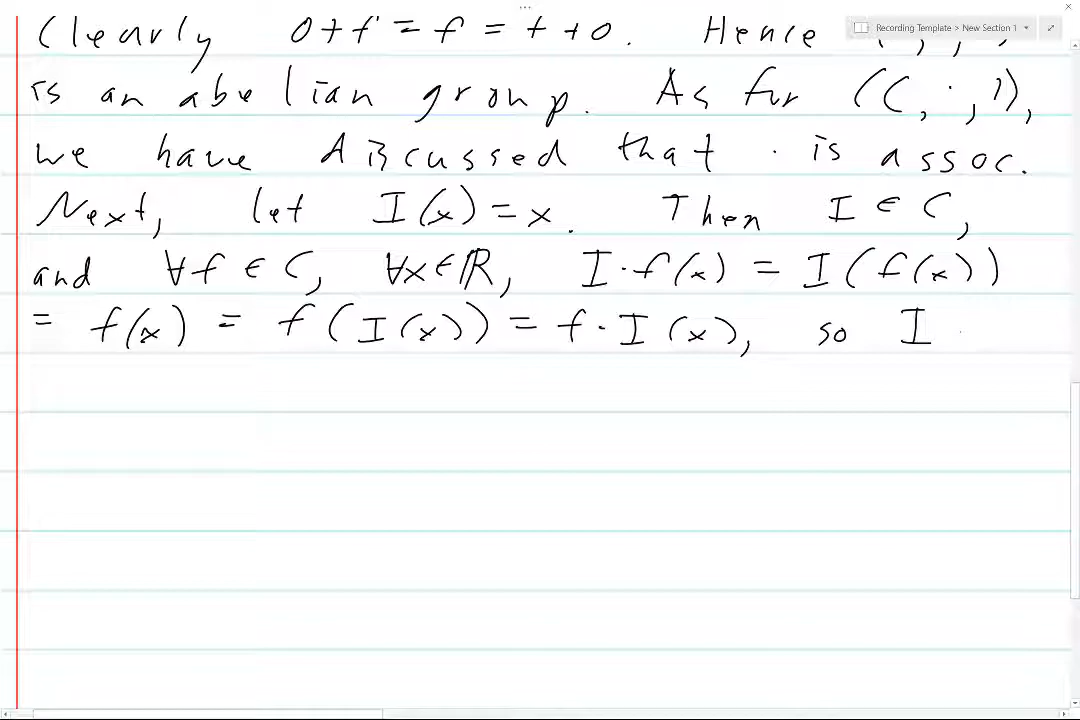 Recording Template > New Section 1
Clearly 0+f = f = f+0. Hence
is an abelian group. As for (C, ·, 1),
we have discussed that · is assoc.
Next, let I(x) = x. Then I ∈ C,
and ∀f ∈ C, ∀x∈ℝ, I·f(x) = I(f(x))
= f(x) = f(I(x)) = f·I(x), so I